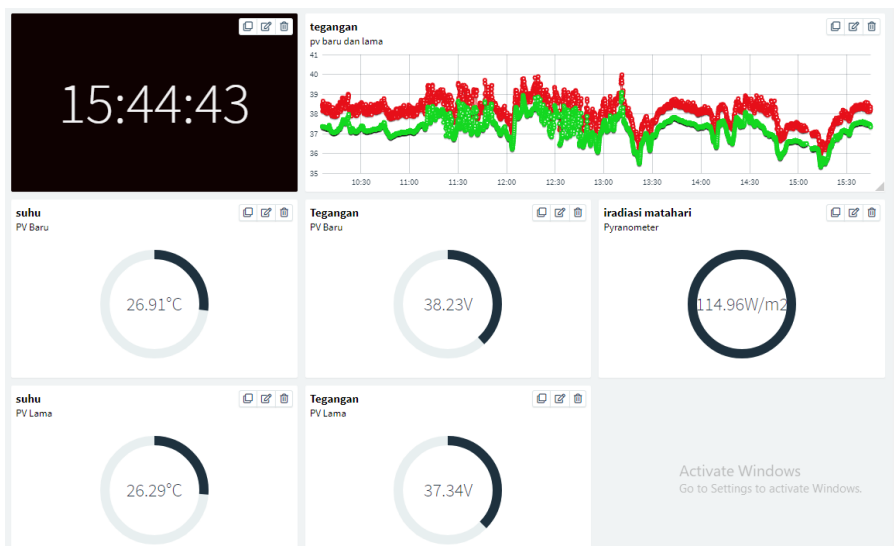 15:44:43
tegangan
pv baru dan lama
41
40
39
38
37
36
35
10:30 11:00 11:30 12:00 12:30 13:00 13:30 14:00 14:30 15:00 15:30
suhu
PV Baru
26.91°C
Tegangan
PV Baru
38.23V
iradiasi matahari
Pyranometer
114.96W/m2
suhu
PV Lama
26.29°C
Tegangan
PV Lama
37.34V
Activate Windows
Go to Settings to activate Windows.